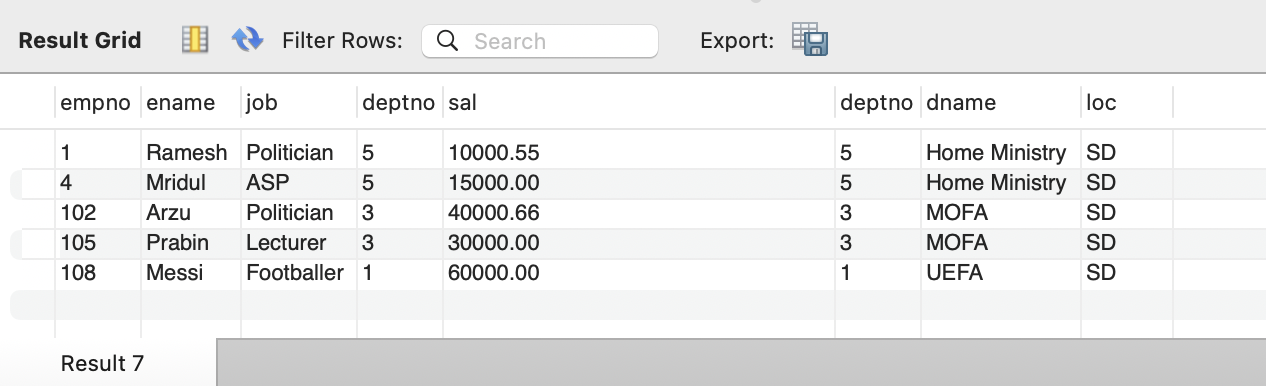 Result Grid Filter Rows: Search Export:
empno ename job deptno sal deptno dname loc
1 Ramesh Politician 5 10000.55 5 Home Ministry SD
4 Mridul ASP 5 15000.00 5 Home Ministry SD
102 Arzu Politician 3 40000.66 3 MOFA SD
105 Prabin Lecturer 3 30000.00 3 MOFA SD
108 Messi Footballer 1 60000.00 1 UEFA SD
Result 7